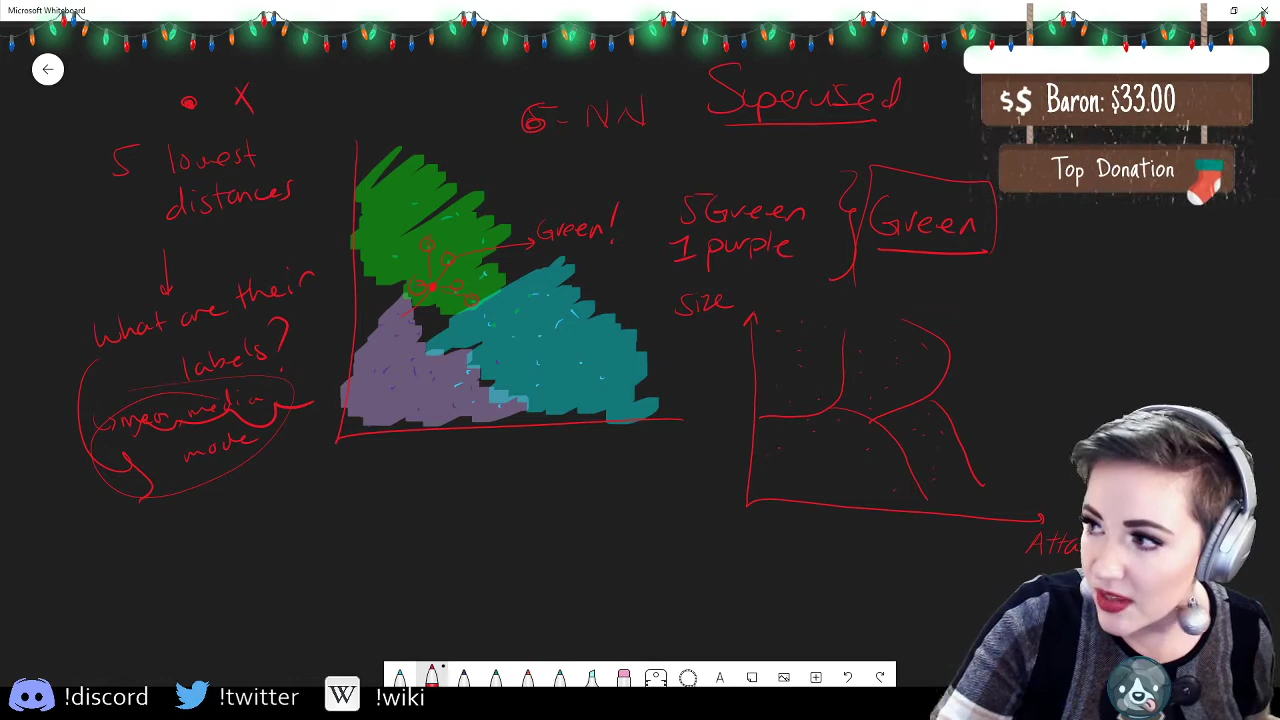 Microsoft Whiteboard
X
5 lowest
distances
What are their
labels?
mode
6-NN
Supervised
Green!
5 Green
1 purple
Green
Size
$$ Baron: $33.00
Top Donation
!discord
!twitter
W !wiki